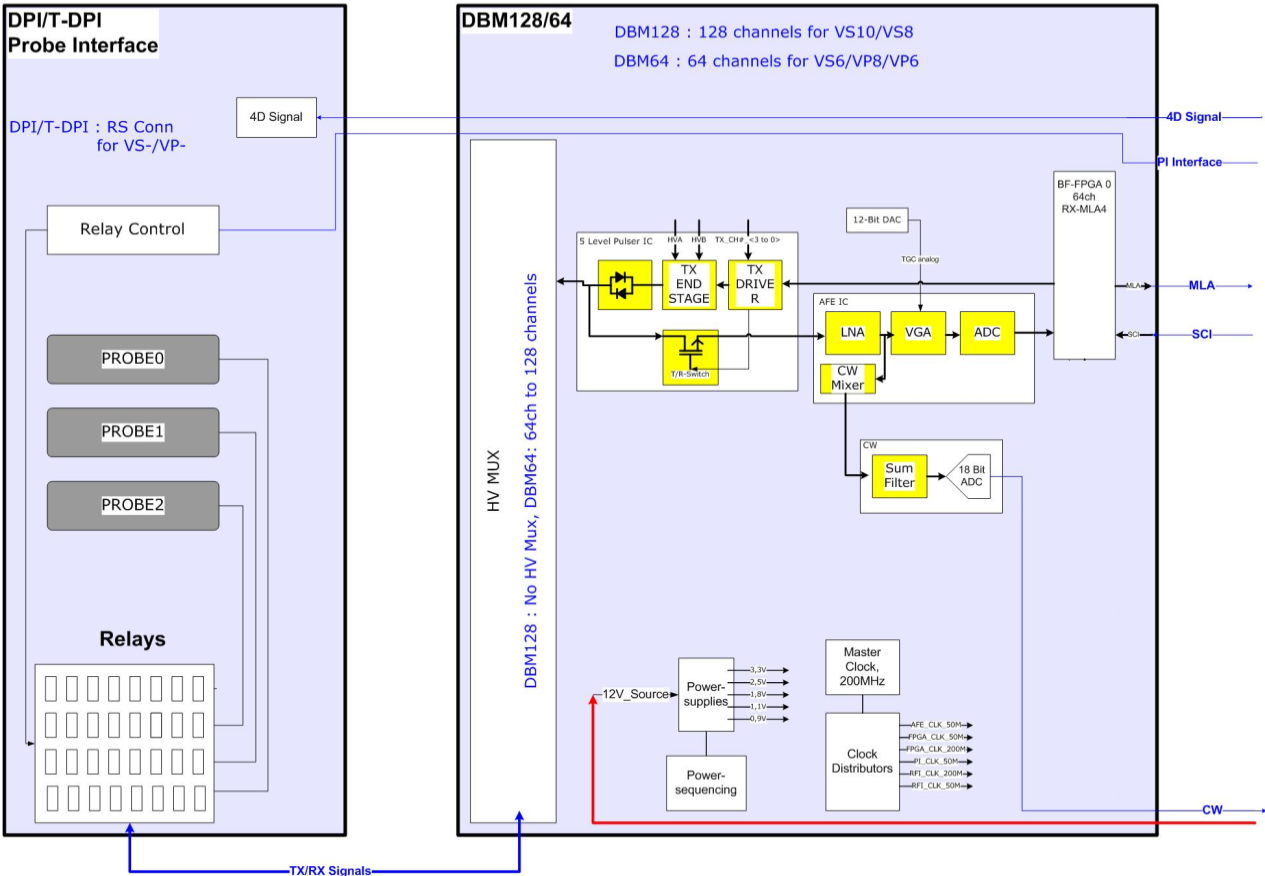 DPI/T-DPI
Probe Interface
DPI/T-DPI : RS Conn
for VS-/VP-
4D Signal
Relay Control
PROBE0
PROBE1
PROBE2
Relays
TX/RX Signals
DBM128/64
DBM128 : 128 channels for VS10/VS8
DBM64 : 64 channels for VS6/VP8/VP6
4D Signal
PI Interface
HV MUX
DBM128 : No HV Mux, DBM64: 64ch to 128 channels
5 Level Pulser IC
HVA
HVB
TX_CH#_<3 to 0>
TX
END
STAGE
TX
DRIVE
R
T/R-Switch
12-Bit DAC
TGC analog
AFE IC
LNA
VGA
ADC
CW
Mixer
BF-FPGA 0
64ch
RX-MLA4
MLA
MLA
SCI
SCI
CW
Sum
Filter
18 Bit
ADC
12V_Source
Power-
supplies
3,3V
2,5V
1,8V
1,1V
0,9V
Power-
sequencing
Master
Clock,
200MHz
Clock
Distributors
AFE_CLK_50M
FPGA_CLK_50M
FPGA_CLK_200M
PI_CLK_50M
RFI_CLK_200M
RFI_CLK_50M
CW